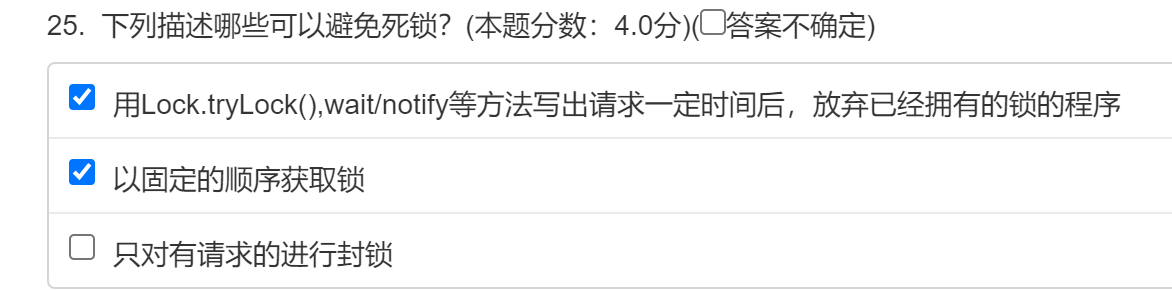 25. 下列描述哪些可以避免死锁？(本题分数：4.0分)(答案不确定)
用Lock.tryLock(),wait/notify等方法写出请求一定时间后，放弃已经拥有的锁的程序
以固定的顺序获取锁
只对有请求的进行封锁